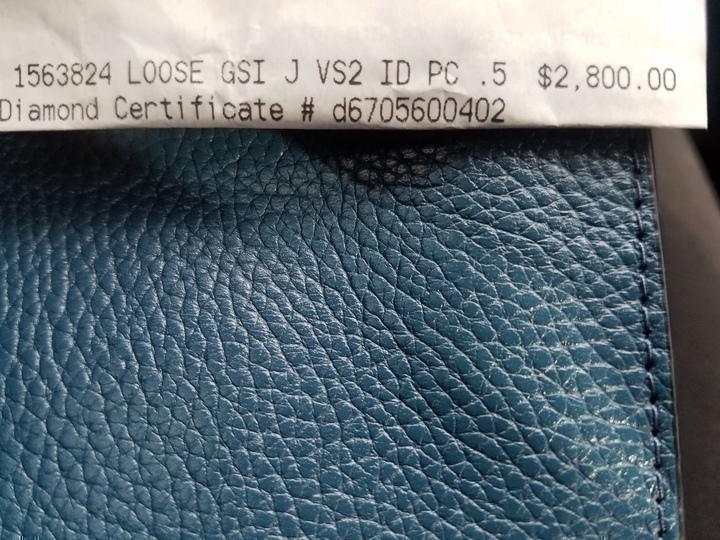 1563824 LOOSE GSI J VS2 ID PC .5 $2,800.00
Diamond Certificate # d6705600402